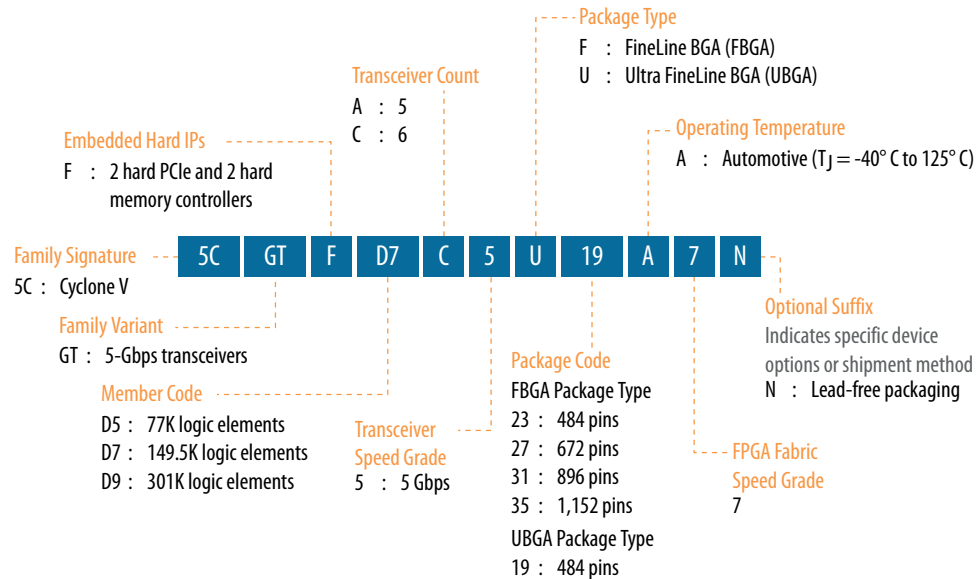 Package Type
F : FineLine BGA (FBGA)
U : Ultra FineLine BGA (UBGA)
Transceiver Count
A : 5
C : 6
Operating Temperature
A : Automotive (TJ = -40° C to 125° C)
Embedded Hard IPs
F : 2 hard PCIe and 2 hard
memory controllers
Family Signature
5C : Cyclone V
5C GT F D7 C 5 U 19 A 7 N
Family Variant
GT : 5-Gbps transceivers
Member Code
D5 : 77K logic elements
D7 : 149.5K logic elements
D9 : 301K logic elements
Transceiver
Speed Grade
5 : 5 Gbps
Package Code
FBGA Package Type
23 : 484 pins
27 : 672 pins
31 : 896 pins
35 : 1,152 pins
UBGA Package Type
19 : 484 pins
FPGA Fabric
Speed Grade
7
Optional Suffix
Indicates specific device
options or shipment method
N : Lead-free packaging